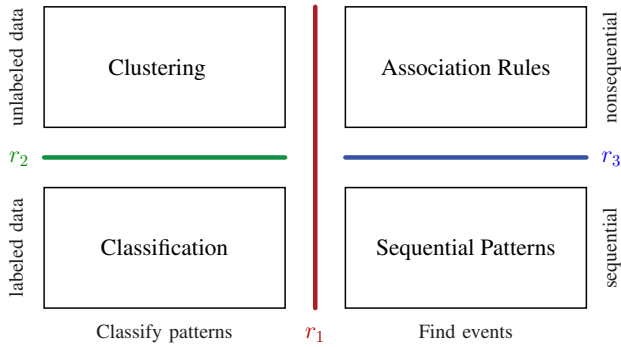 unlabeled data
Clustering
Association Rules
nonsequential
r2
r3
labeled data
Classification
Sequential Patterns
sequential
Classify patterns
r1
Find events